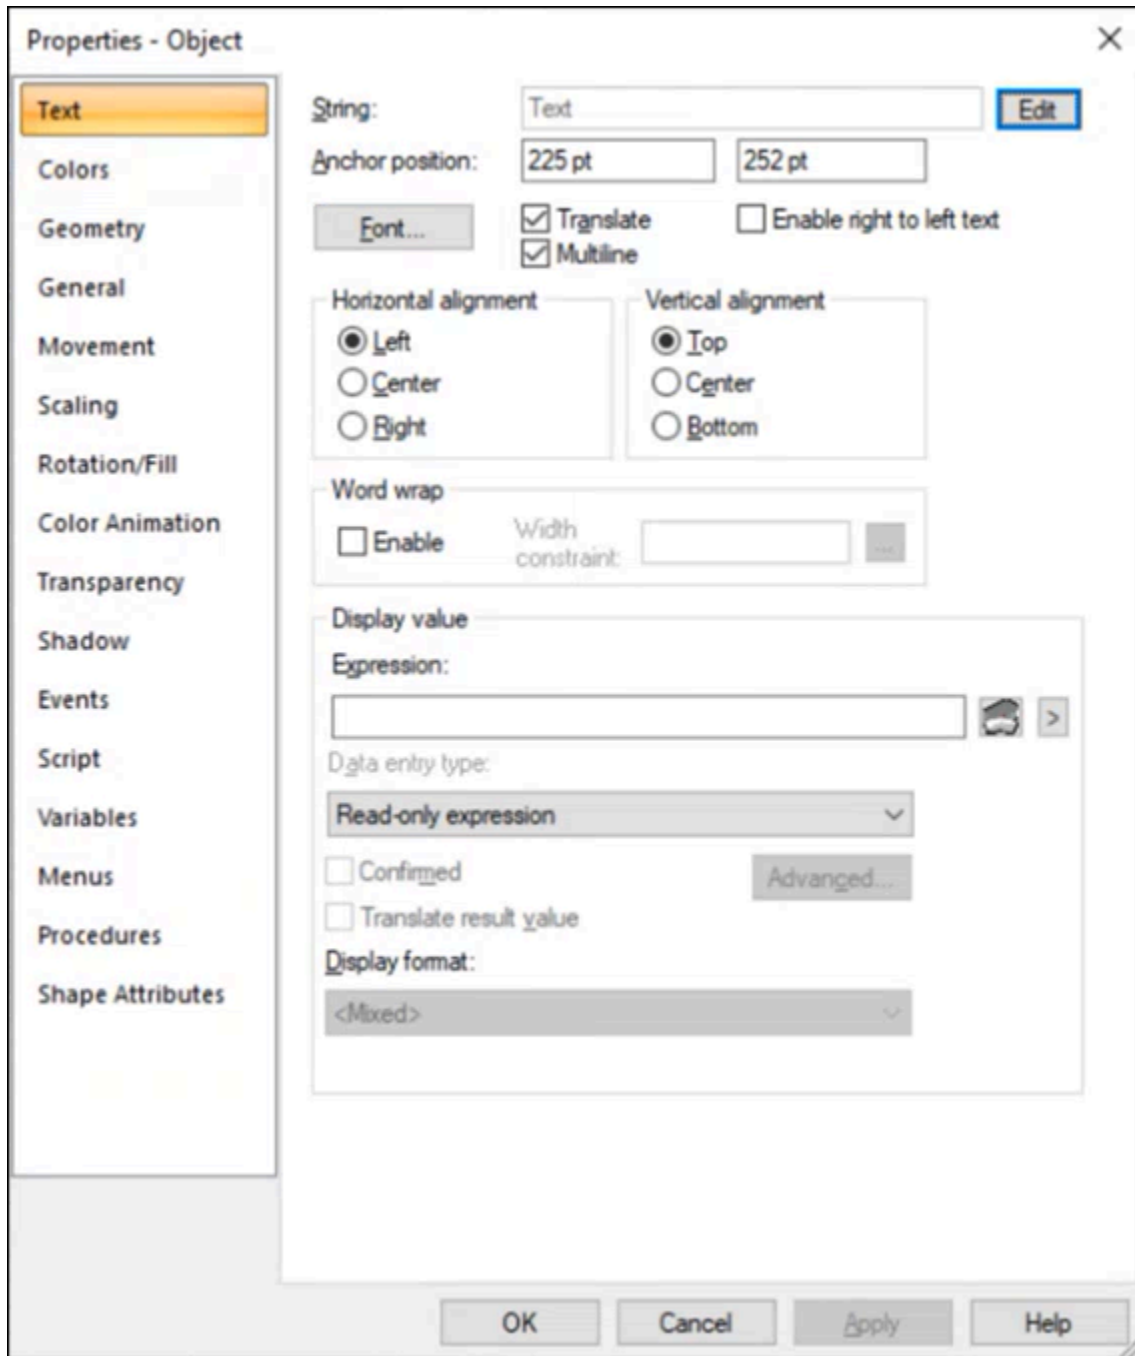 Properties - Object
Text
Colors
Geometry
General
Movement
Scaling
Rotation/Fill
Color Animation
Transparency
Shadow
Events
Script
Variables
Menus
Procedures
Shape Attributes
String: Text Edit
Anchor position: 225 pt 252 pt
Font... Translate Enable right to left text
Multiline
Horizontal alignment Vertical alignment
Left Top
Center Center
Right Bottom
Word wrap
Enable Width constraint: ...
Display value
Expression:
>
Data entry type:
Read-only expression
Confirmed Advanced...
Translate result value
Display format:
<Mixed>
OK Cancel Apply Help